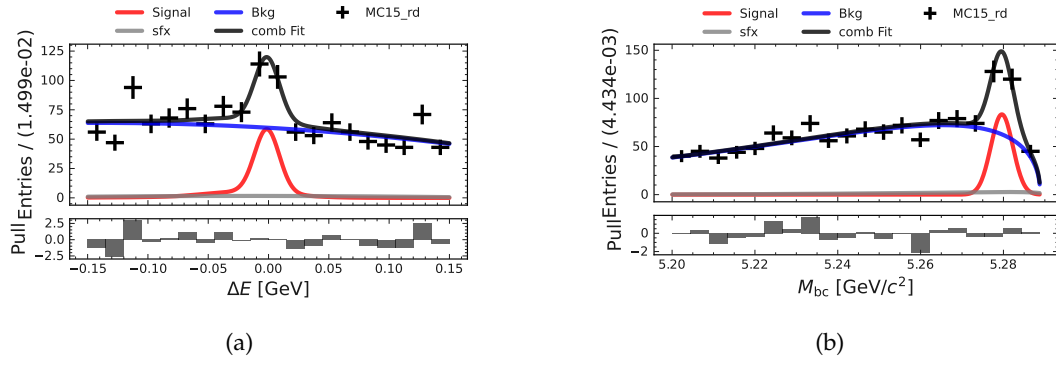 Signal Bkg MC15_rd
sfx comb Fit
Entries / (1.499e-02)
125
100
75
50
25
0
Pull
2.5
0.0
−2.5
−0.15 −0.10 −0.05 0.00 0.05 0.10 0.15
ΔE [GeV]
(a)
Signal Bkg MC15_rd
sfx comb Fit
Entries / (4.434e-03)
150
100
50
0
Pull
0
−2
5.20 5.22 5.24 5.26 5.28
M_bc [GeV/c²]
(b)